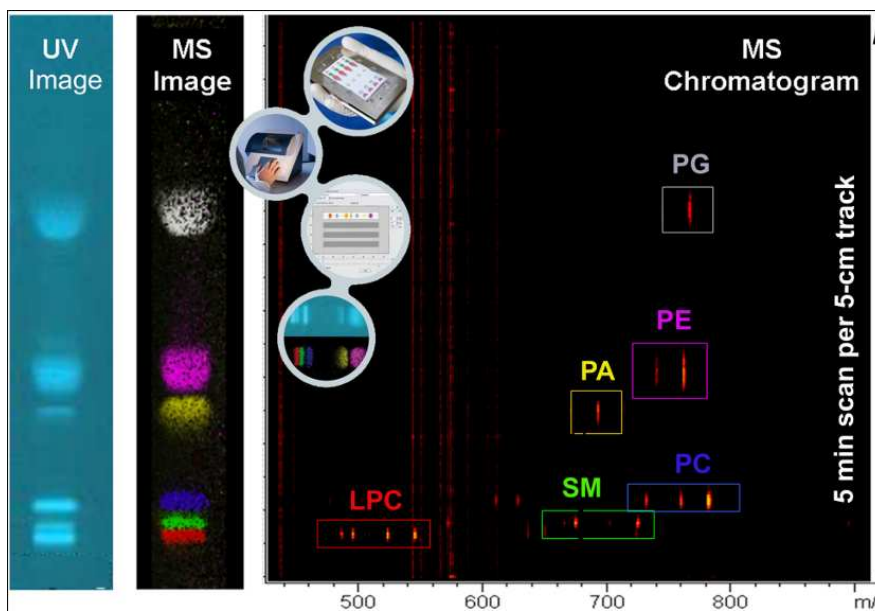 UV
Image
MS
Image
MS
Chromatogram
PG
PE
PA
PC
SM
LPC
5 min scan per 5-cm track
500
600
700
800